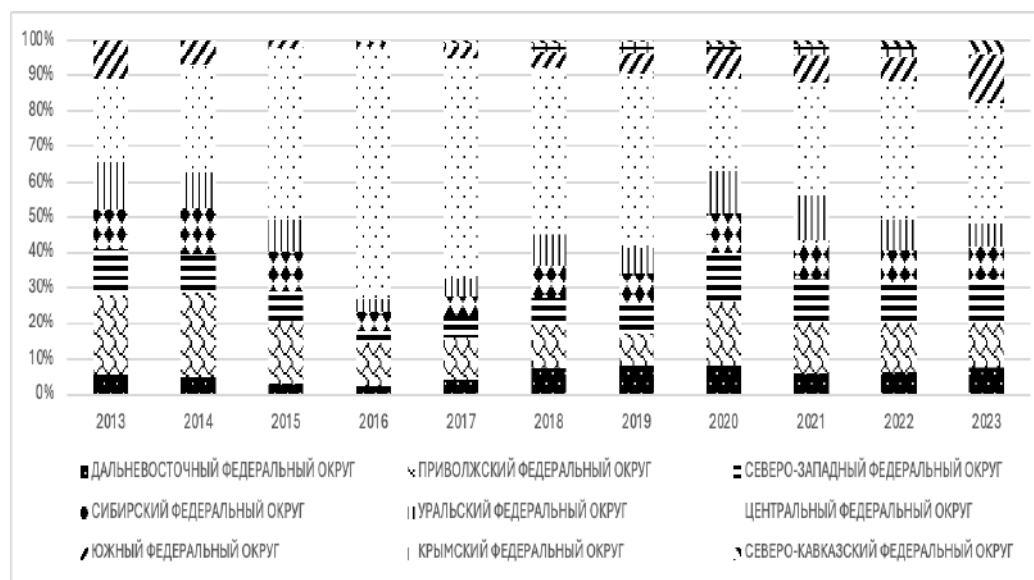 100%
90%
80%
70%
60%
50%
40%
30%
20%
10%
0%
2013 2014 2015 2016 2017 2018 2019 2020 2021 2022 2023
ДАЛЬНЕВОСТОЧНЫЙ ФЕДЕРАЛЬНЫЙ ОКРУГ ПРИВОЛЖСКИЙ ФЕДЕРАЛЬНЫЙ ОКРУГ СЕВЕРО-ЗАПАДНЫЙ ФЕДЕРАЛЬНЫЙ ОКРУГ
СИБИРСКИЙ ФЕДЕРАЛЬНЫЙ ОКРУГ УРАЛЬСКИЙ ФЕДЕРАЛЬНЫЙ ОКРУГ ЦЕНТРАЛЬНЫЙ ФЕДЕРАЛЬНЫЙ ОКРУГ
ЮЖНЫЙ ФЕДЕРАЛЬНЫЙ ОКРУГ КРЫМСКИЙ ФЕДЕРАЛЬНЫЙ ОКРУГ СЕВЕРО-КАВКАЗСКИЙ ФЕДЕРАЛЬНЫЙ ОКРУГ